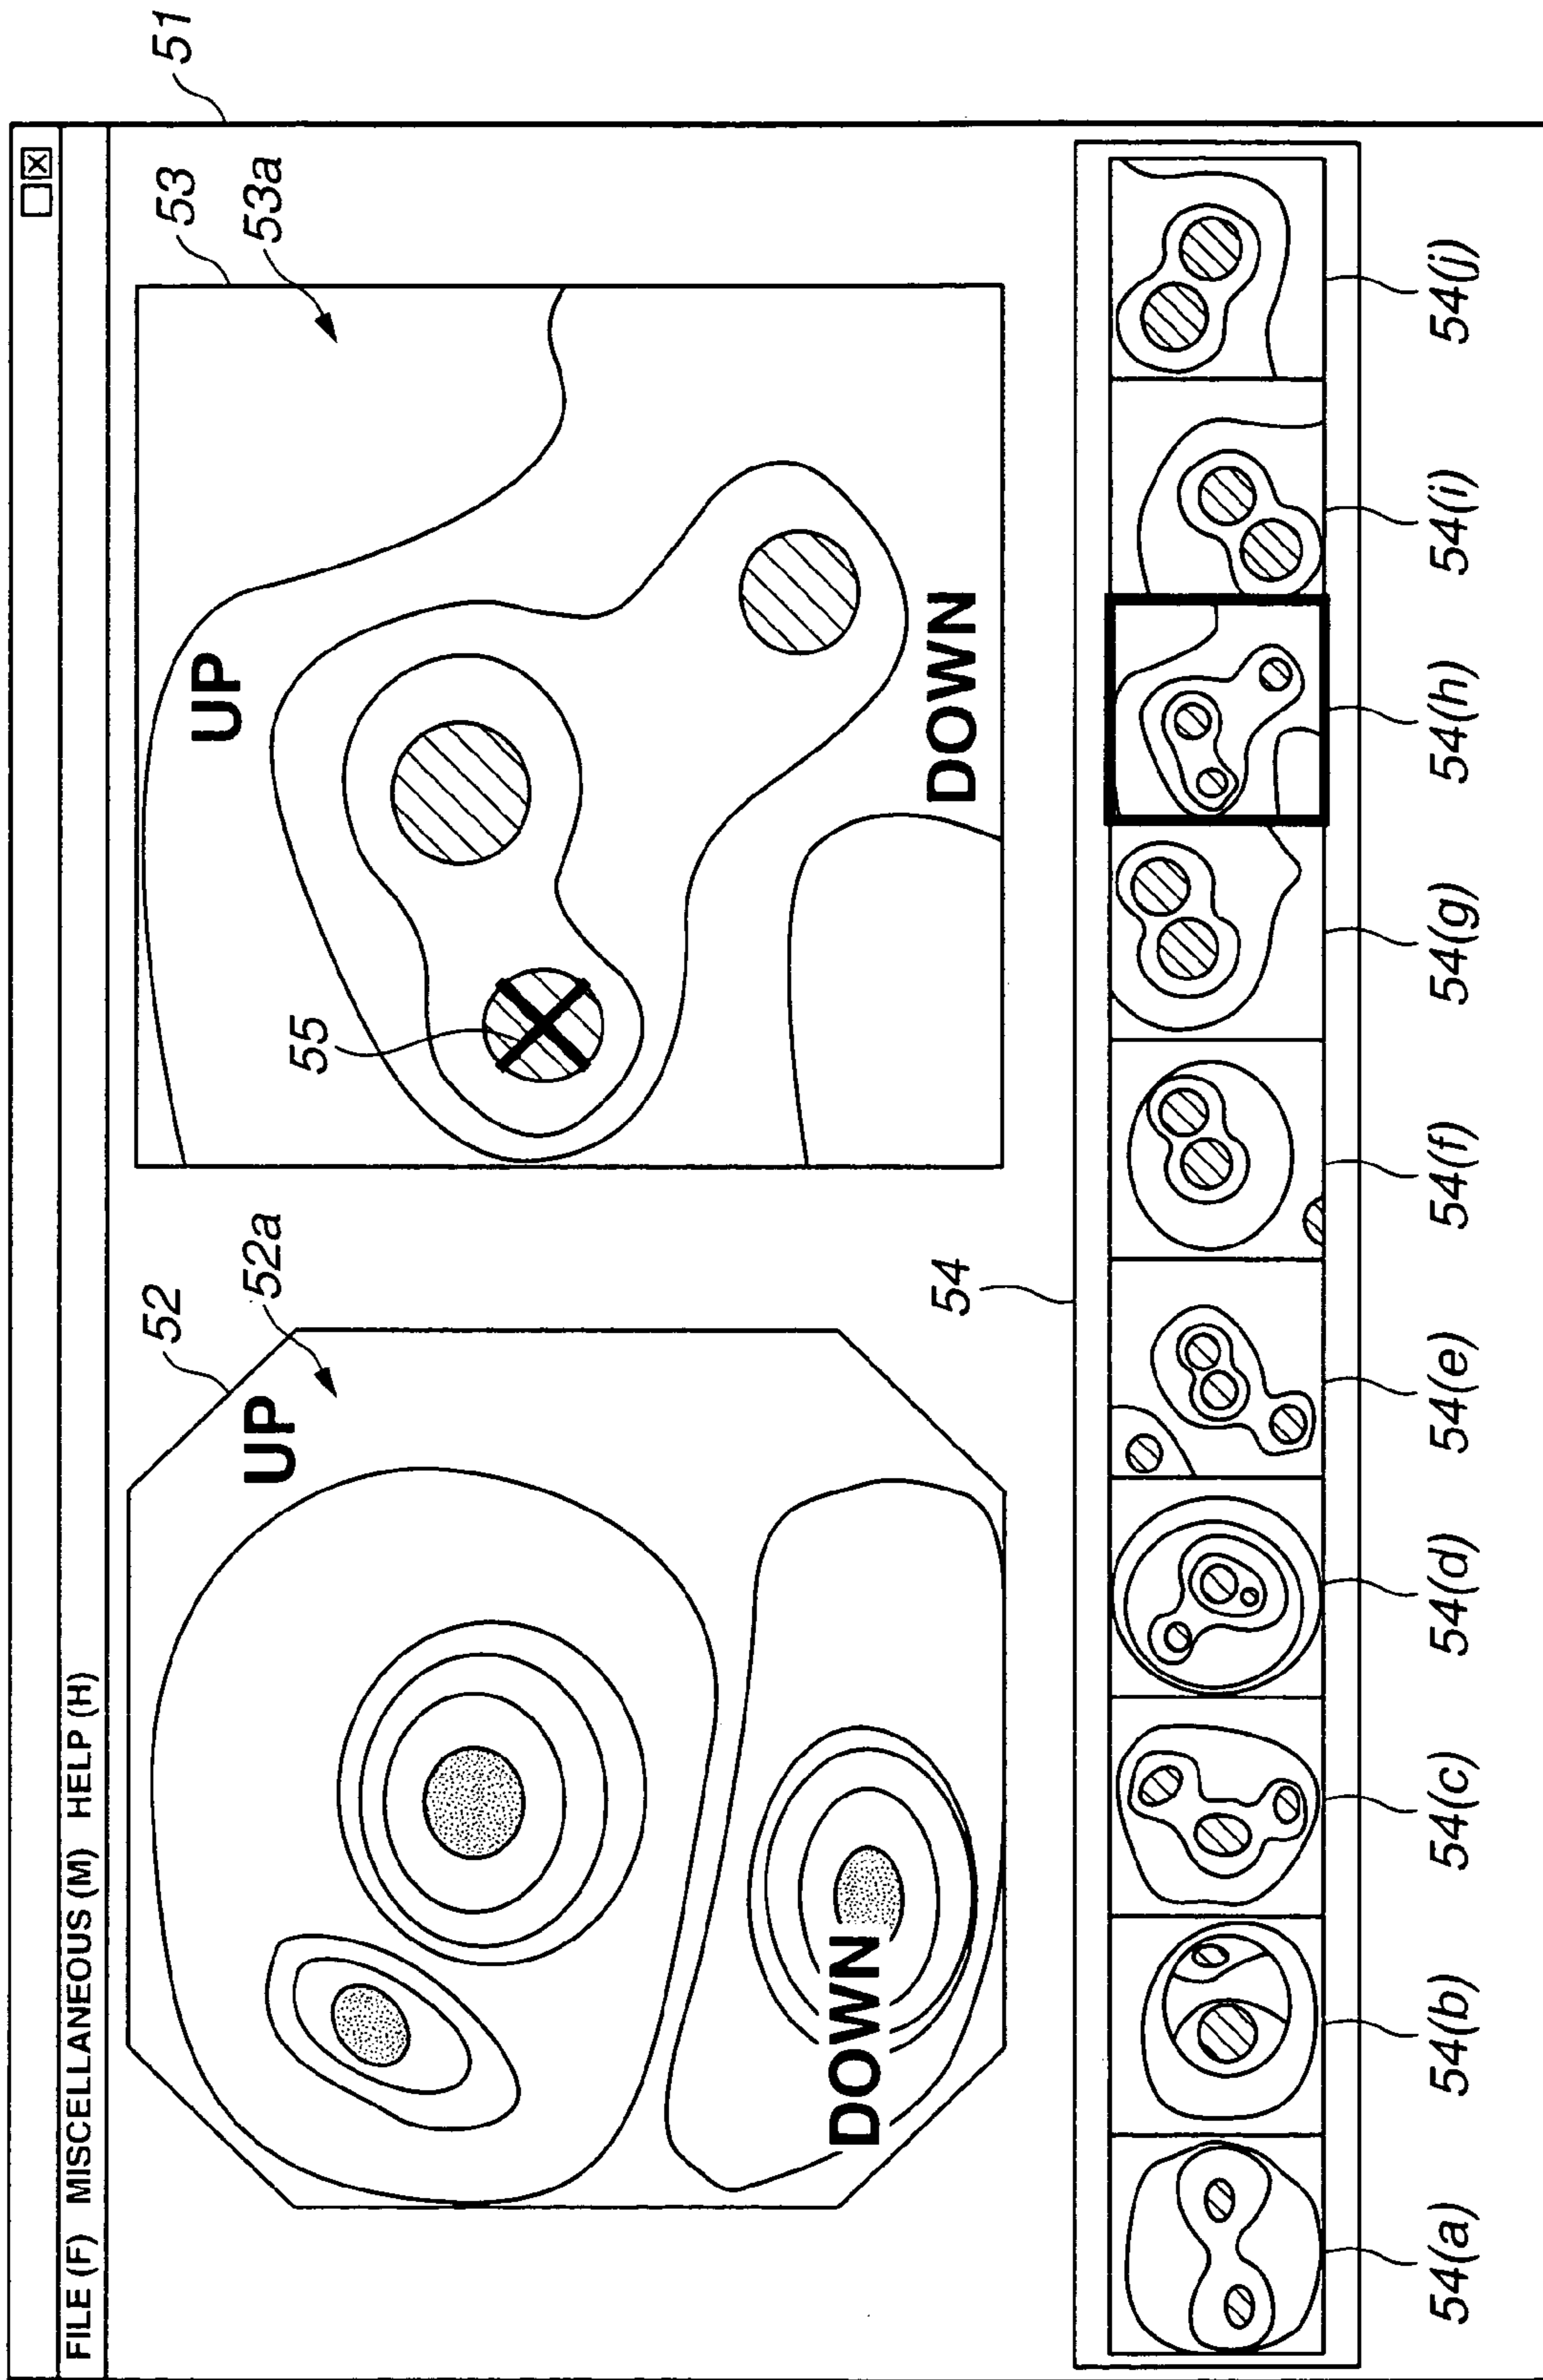 51
FILE (F) MISCELLANEOUS (M) HELP (H)
52
52a
UP
DOWN
53
53a
UP
55
DOWN
54
54(a) 54(b) 54(c) 54(d) 54(e) 54(f) 54(g) 54(h) 54(i) 54(j)